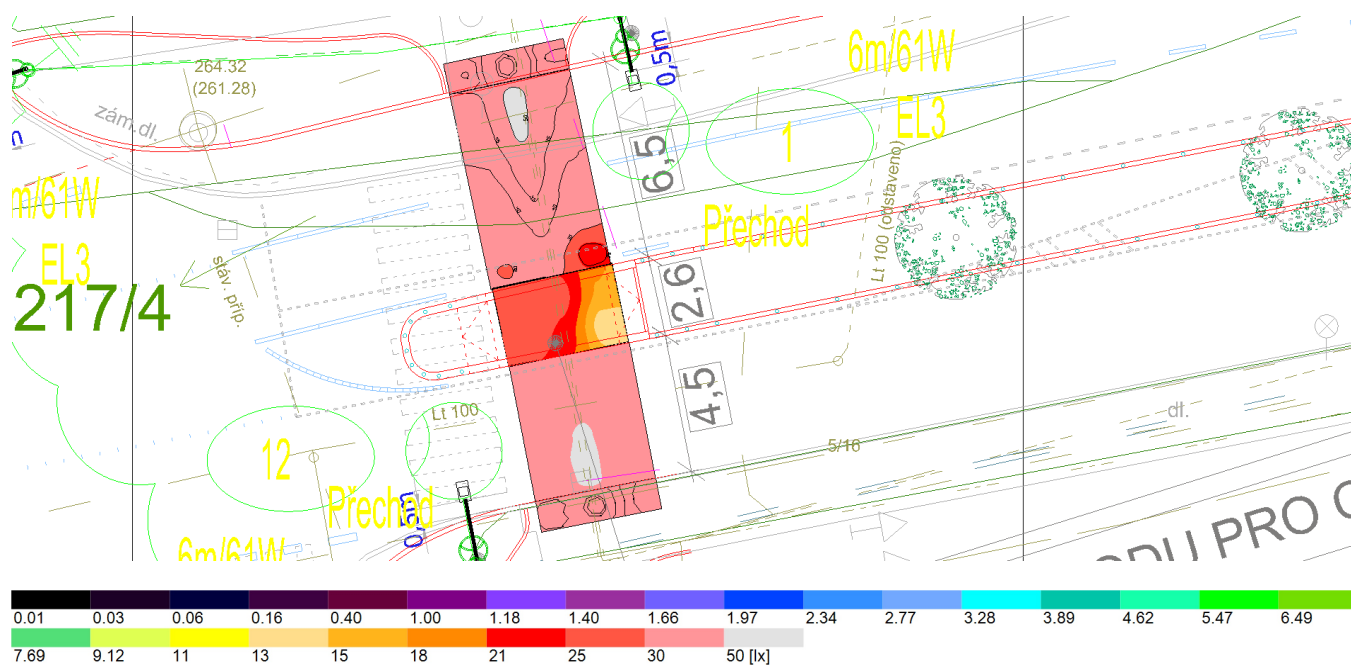 264.32
(261.28)
zám.dl.
0,5m
6m/61W
EL3
1
6,5
Přechod
Lt 100 (odstaveno)
m/61W
EL3
217/4
stáv. příp.
2,6
4,5
Lt 100
12
Přechod
0,5m
6m/61W
5/16
dl.
ODU PRO C
0.01 0.03 0.06 0.16 0.40 1.00 1.18 1.40 1.66 1.97 2.34 2.77 3.28 3.89 4.62 5.47 6.49
7.69 9.12 11 13 15 18 21 25 30 50 [lx]